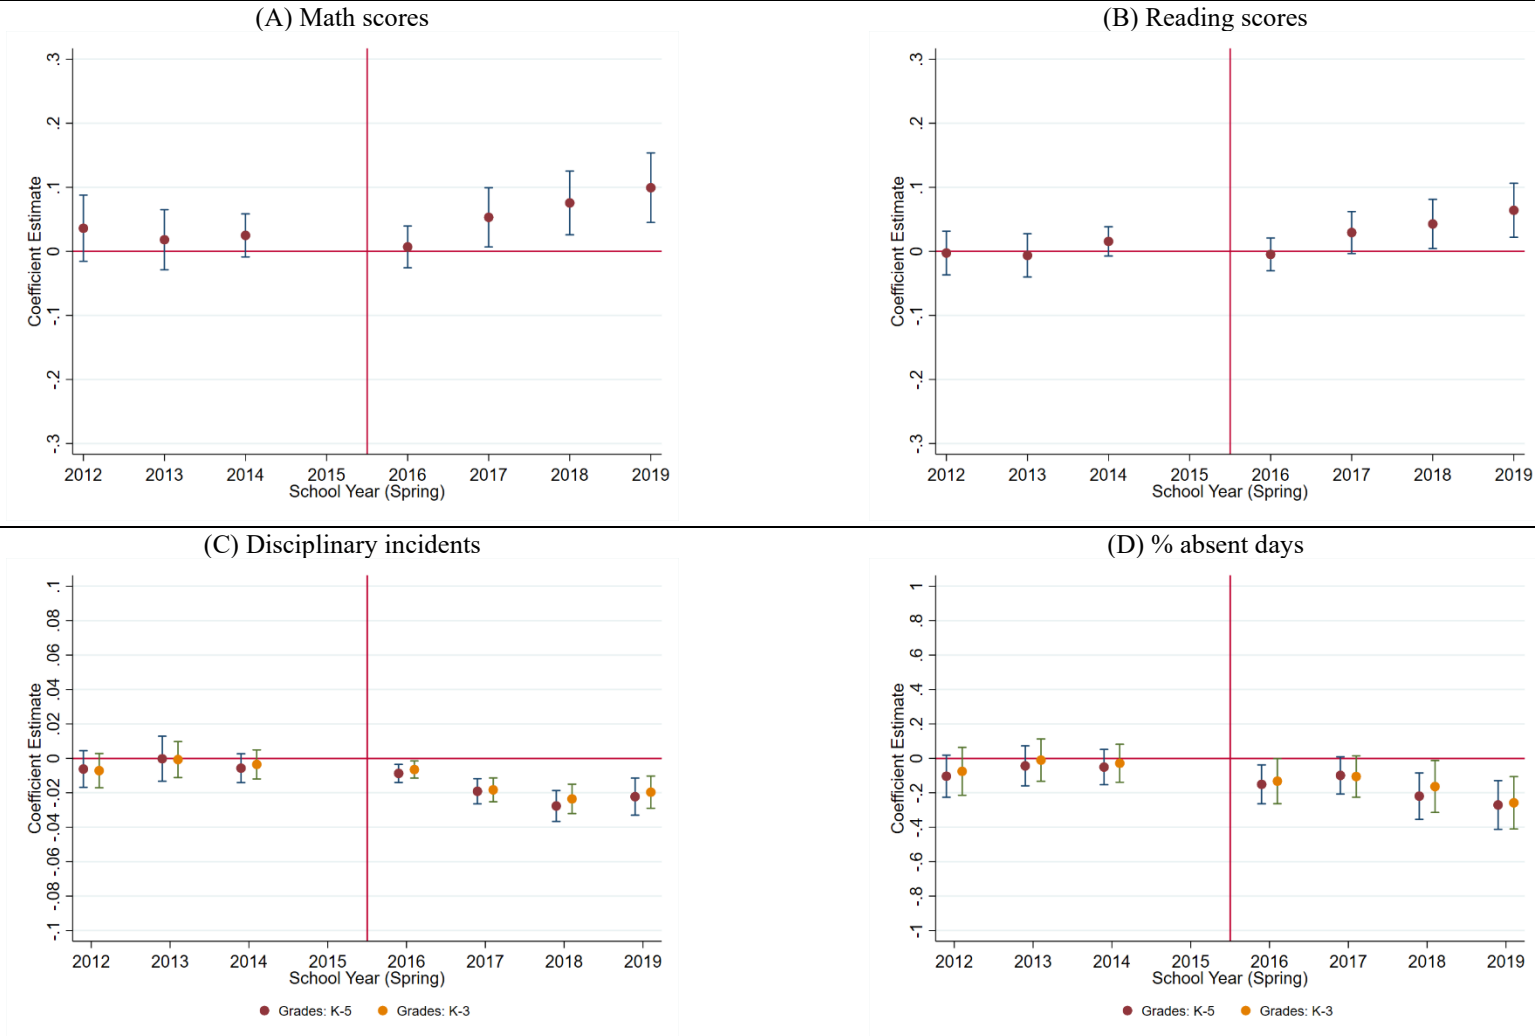 (A) Math scores
.3
.2
.1
0
-.1
-.2
-.3
Coefficient Estimate
2012 2013 2014 2015 2016 2017 2018 2019
School Year (Spring)
(B) Reading scores
.3
.2
.1
0
-.1
-.2
-.3
Coefficient Estimate
2012 2013 2014 2015 2016 2017 2018 2019
School Year (Spring)
(C) Disciplinary incidents
.1
.08
.06
.04
.02
0
-.02
-.04
-.06
-.08
-.1
Coefficient Estimate
2012 2013 2014 2015 2016 2017 2018 2019
School Year (Spring)
Grades: K-5 Grades: K-3
(D) % absent days
1
.8
.6
.4
.2
0
-.2
-.4
-.6
-.8
-1
Coefficient Estimate
2012 2013 2014 2015 2016 2017 2018 2019
School Year (Spring)
Grades: K-5 Grades: K-3